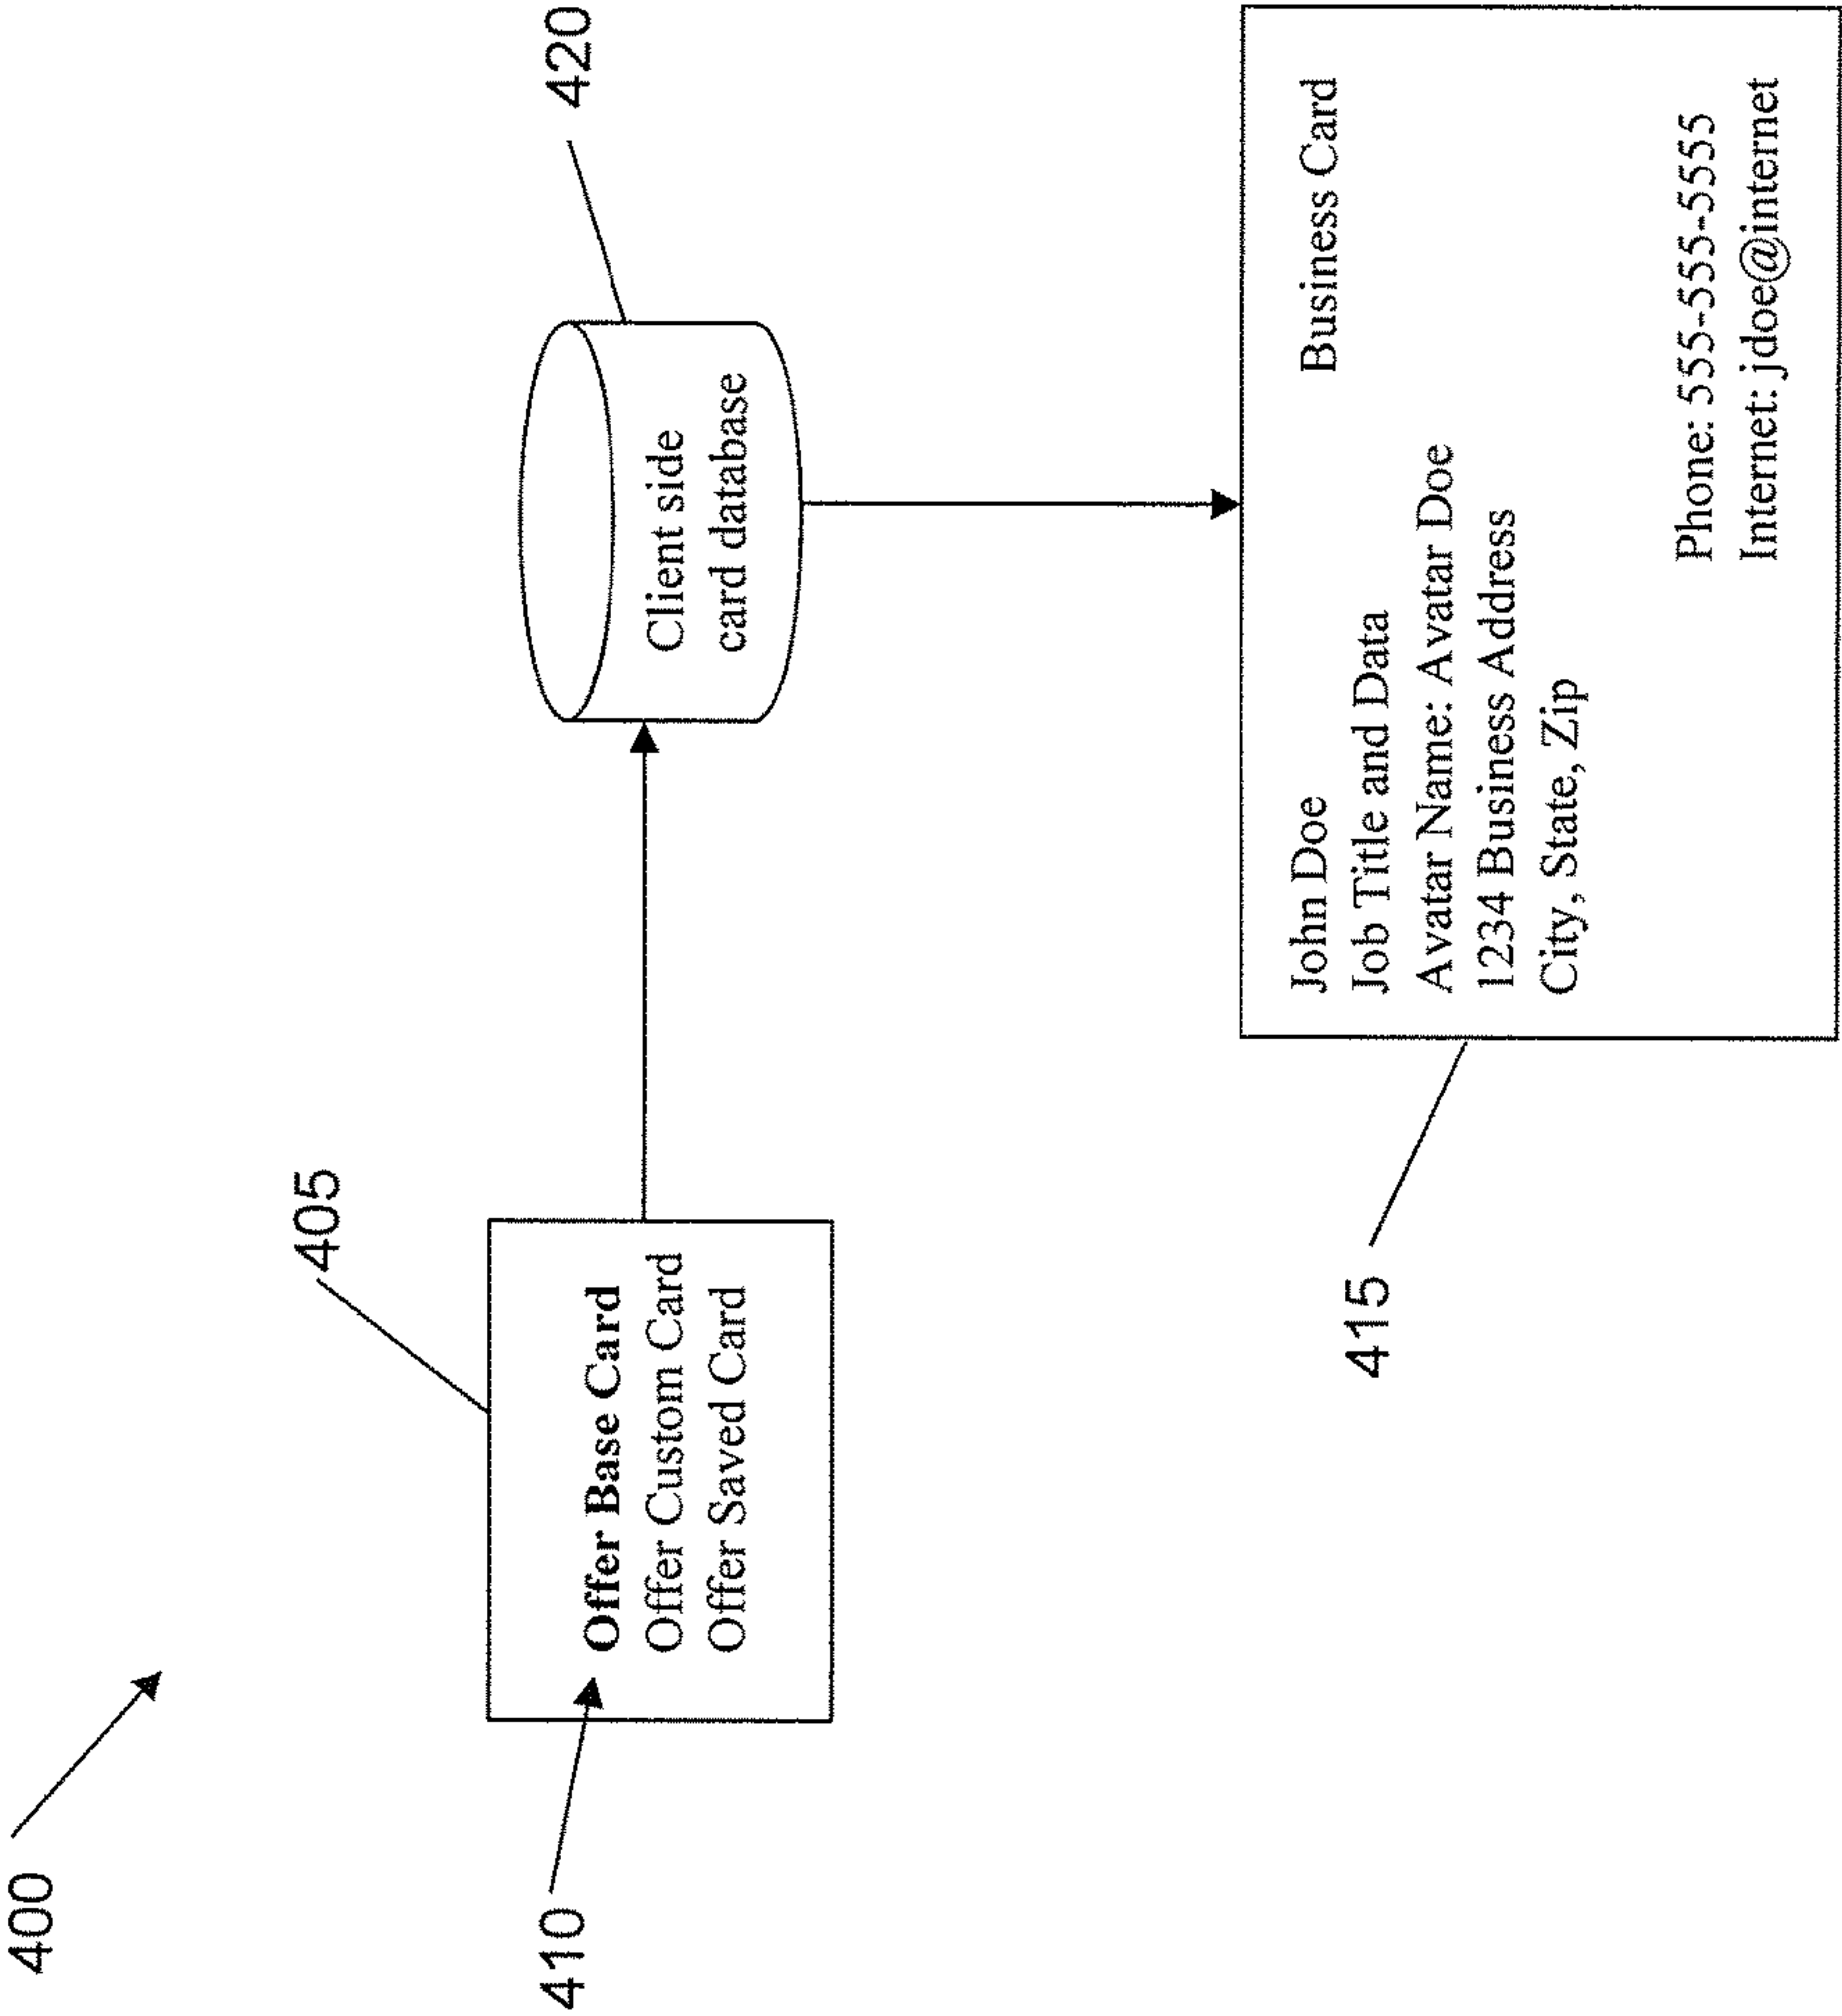 400
405
410
Offer Base Card
Offer Custom Card
Offer Saved Card
420
Client side
card database
415
John Doe
Business Card
Job Title and Data
Avatar Name: Avatar Doe
1234 Business Address
City, State, Zip
Phone: 555-555-5555
Internet: jdoe@internet